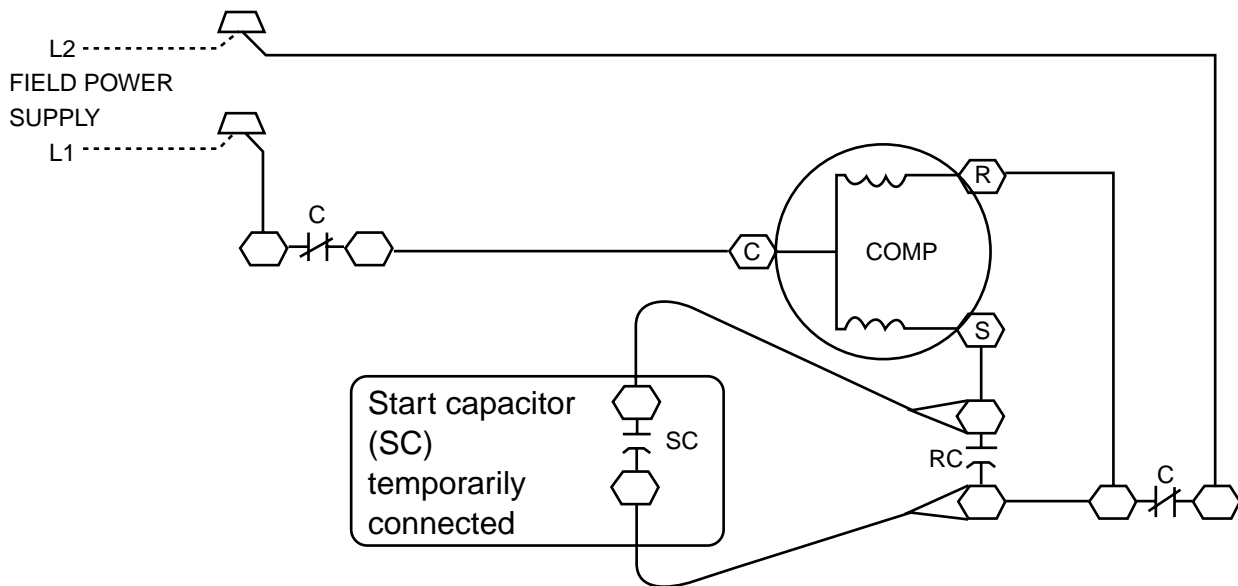 L2
FIELD POWER
SUPPLY
L1
C
C
COMP
R
S
Start capacitor
(SC)
temporarily
connected
SC
RC
C